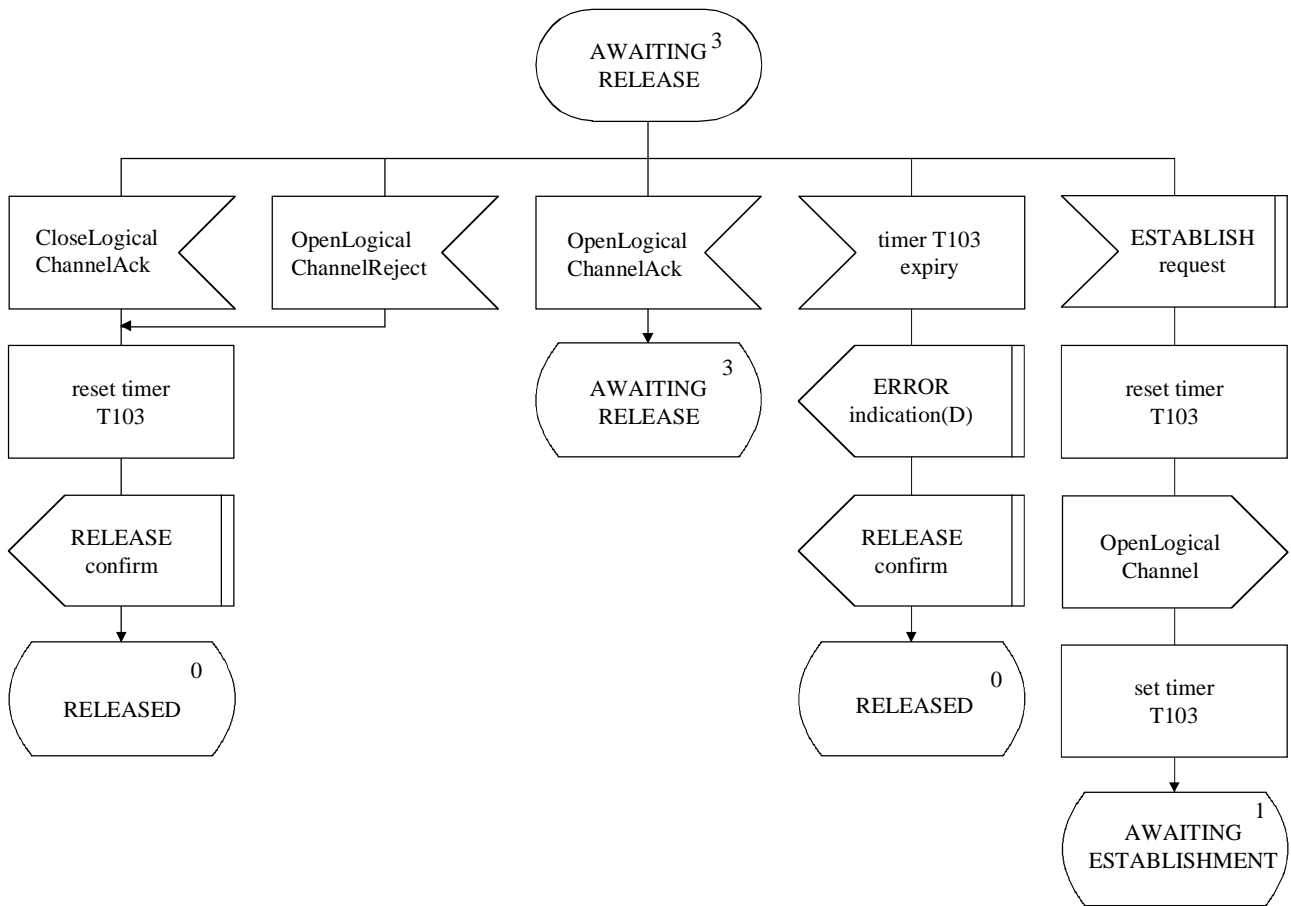 AWAITING 3
RELEASE
CloseLogical
ChannelAck
OpenLogical
ChannelReject
OpenLogical
ChannelAck
timer T103
expiry
ESTABLISH
request
reset timer
T103
3
AWAITING
RELEASE
ERROR
indication(D)
reset timer
T103
RELEASE
confirm
RELEASE
confirm
OpenLogical
Channel
0
RELEASED
0
RELEASED
set timer
T103
1
AWAITING
ESTABLISHMENT